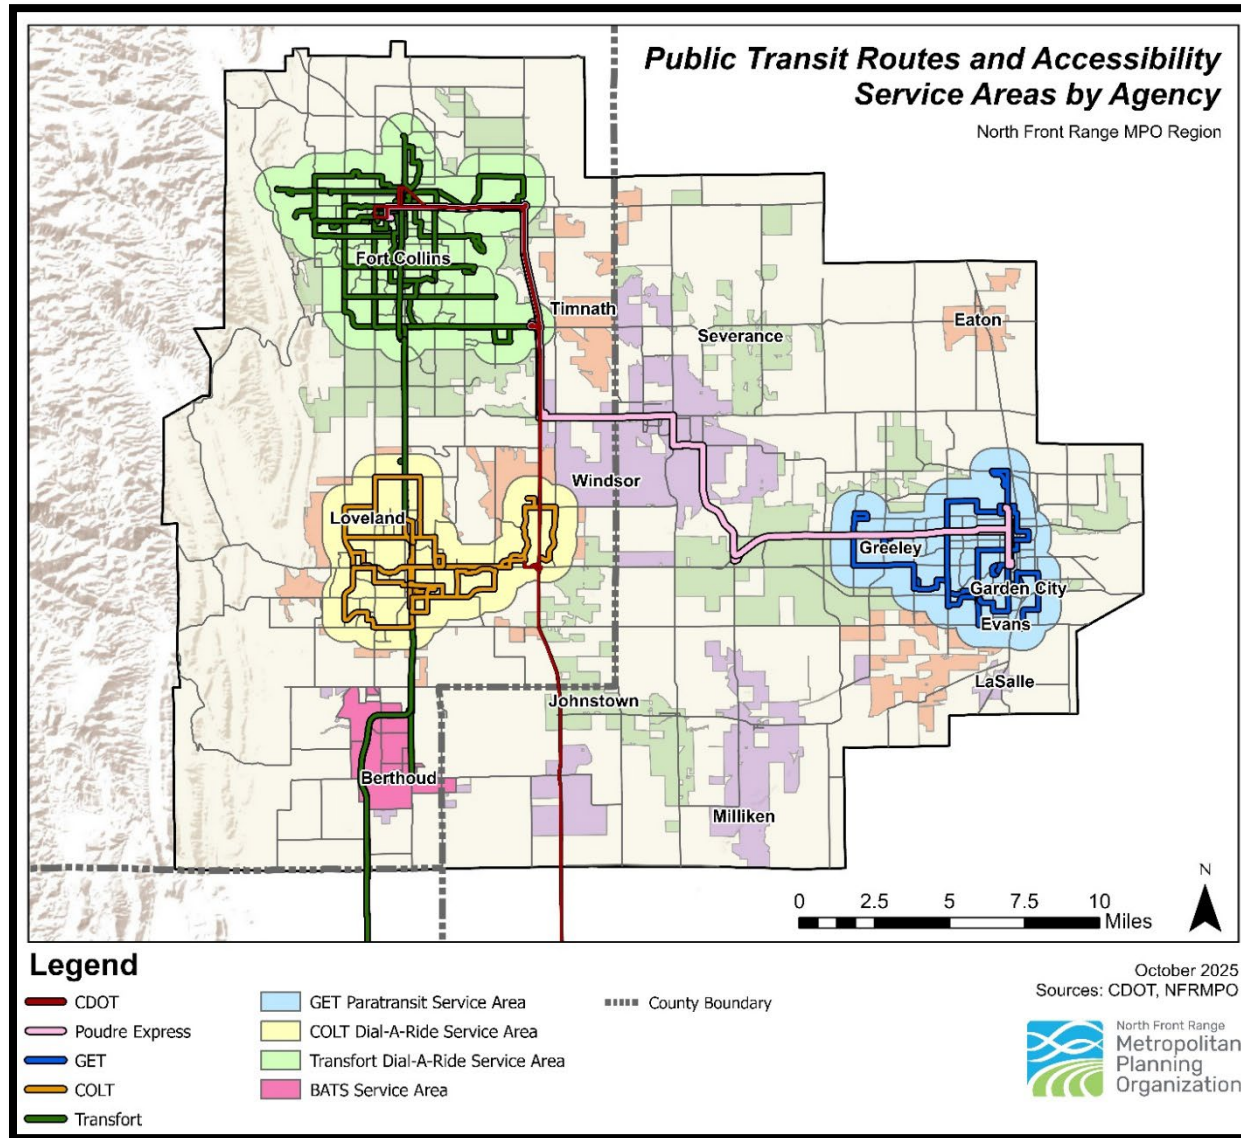 Public Transit Routes and Accessibility
Service Areas by Agency
North Front Range MPO Region
Fort Collins
Timnath
Severance
Eaton
Windsor
Loveland
Greeley
Garden City
Evans
LaSalle
Johnstown
Berthoud
Milliken
N
0 2.5 5 7.5 10
Miles
Legend
CDOT
Poudre Express
GET
COLT
Transfort
GET Paratransit Service Area
COLT Dial-A-Ride Service Area
Transfort Dial-A-Ride Service Area
BATS Service Area
County Boundary
October 2025
Sources: CDOT, NFRMPO
North Front Range
Metropolitan
Planning
Organization